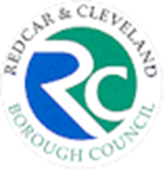 REDCAR & CLEVELAND
RC
BOROUGH COUNCIL